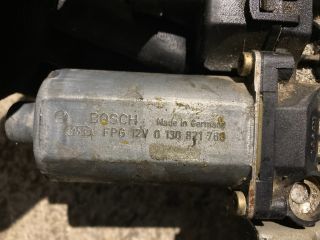 BOSCH Made in Germany
FPG 12V 0 130 821 768